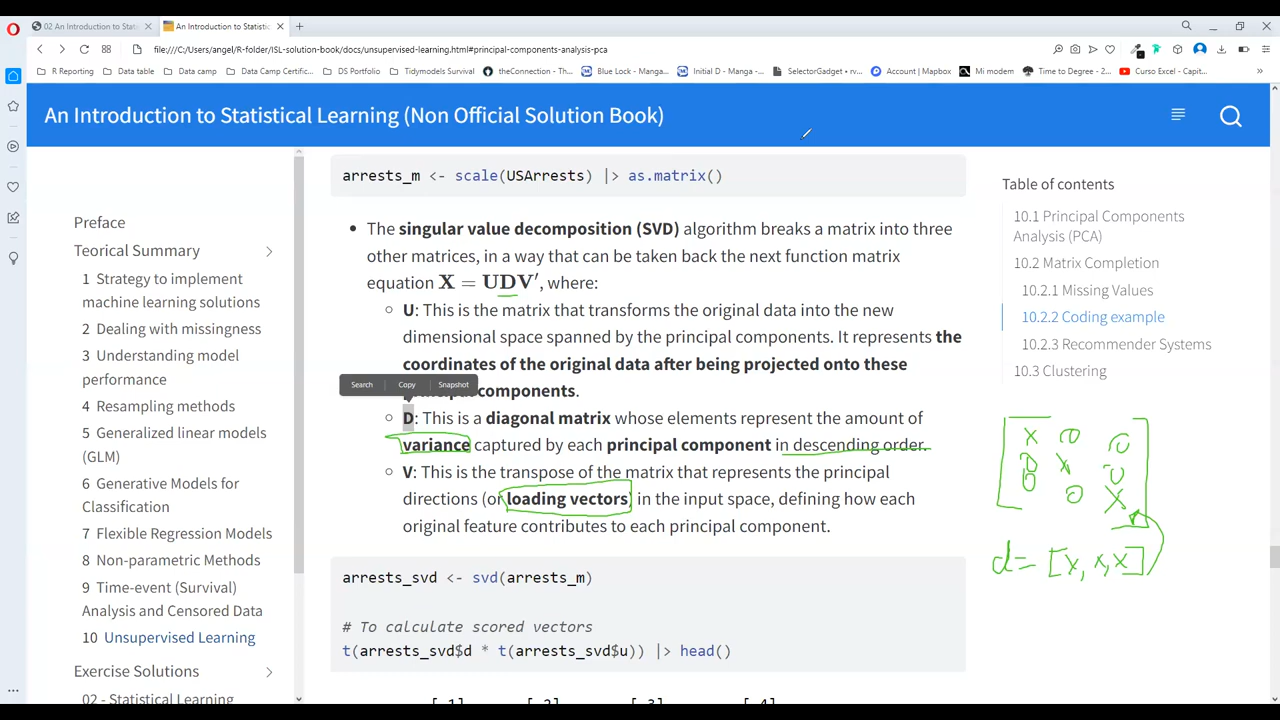 02 An Introduction to Stati
An Introduction to Statistic
file:///C:/Users/angel/R-folder/ISL-solution-book/docs/unsupervised-learning.html#principal-components-analysis-pca
R Reporting
Data table
Data camp
Data Camp Certific...
DS Portfolio
Tidymodels Survival
theConnection - Th...
Blue Lock - Manga...
Initial D - Manga -...
SelectorGadget • rv...
Account | Mapbox
Mi modem
Time to Degree - 2...
Curso Excel - Capit...
An Introduction to Statistical Learning (Non Official Solution Book)
Preface
Teorical Summary
1 Strategy to implement
machine learning solutions
2 Dealing with missingness
3 Understanding model
performance
4 Resampling methods
5 Generalized linear models
(GLM)
6 Generative Models for
Classification
7 Flexible Regression Models
8 Non-parametric Methods
9 Time-event (Survival)
Analysis and Censored Data
10 Unsupervised Learning
Exercise Solutions
02 - Statistical Learning
arrests_m <- scale(USArrests) |> as.matrix()
• The singular value decomposition (SVD) algorithm breaks a matrix into three
other matrices, in a way that can be taken back the next function matrix
equation X = UDV′, where:
U: This is the matrix that transforms the original data into the new
dimensional space spanned by the principal components. It represents the
coordinates of the original data after being projected onto these
Search Copy Snapshot
components.
D: This is a diagonal matrix whose elements represent the amount of
variance captured by each principal component in descending order.
V: This is the transpose of the matrix that represents the principal
directions (or loading vectors) in the input space, defining how each
original feature contributes to each principal component.
arrests_svd <- svd(arrests_m)
# To calculate scored vectors
t(arrests_svd$d * t(arrests_svd$u)) |> head()
[,1] [,2] [,3] [,4]
Table of contents
10.1 Principal Components
Analysis (PCA)
10.2 Matrix Completion
10.2.1 Missing Values
10.2.2 Coding example
10.2.3 Recommender Systems
10.3 Clustering
x 0 0
0 x 0
0 0 x
d = [x, x, x]